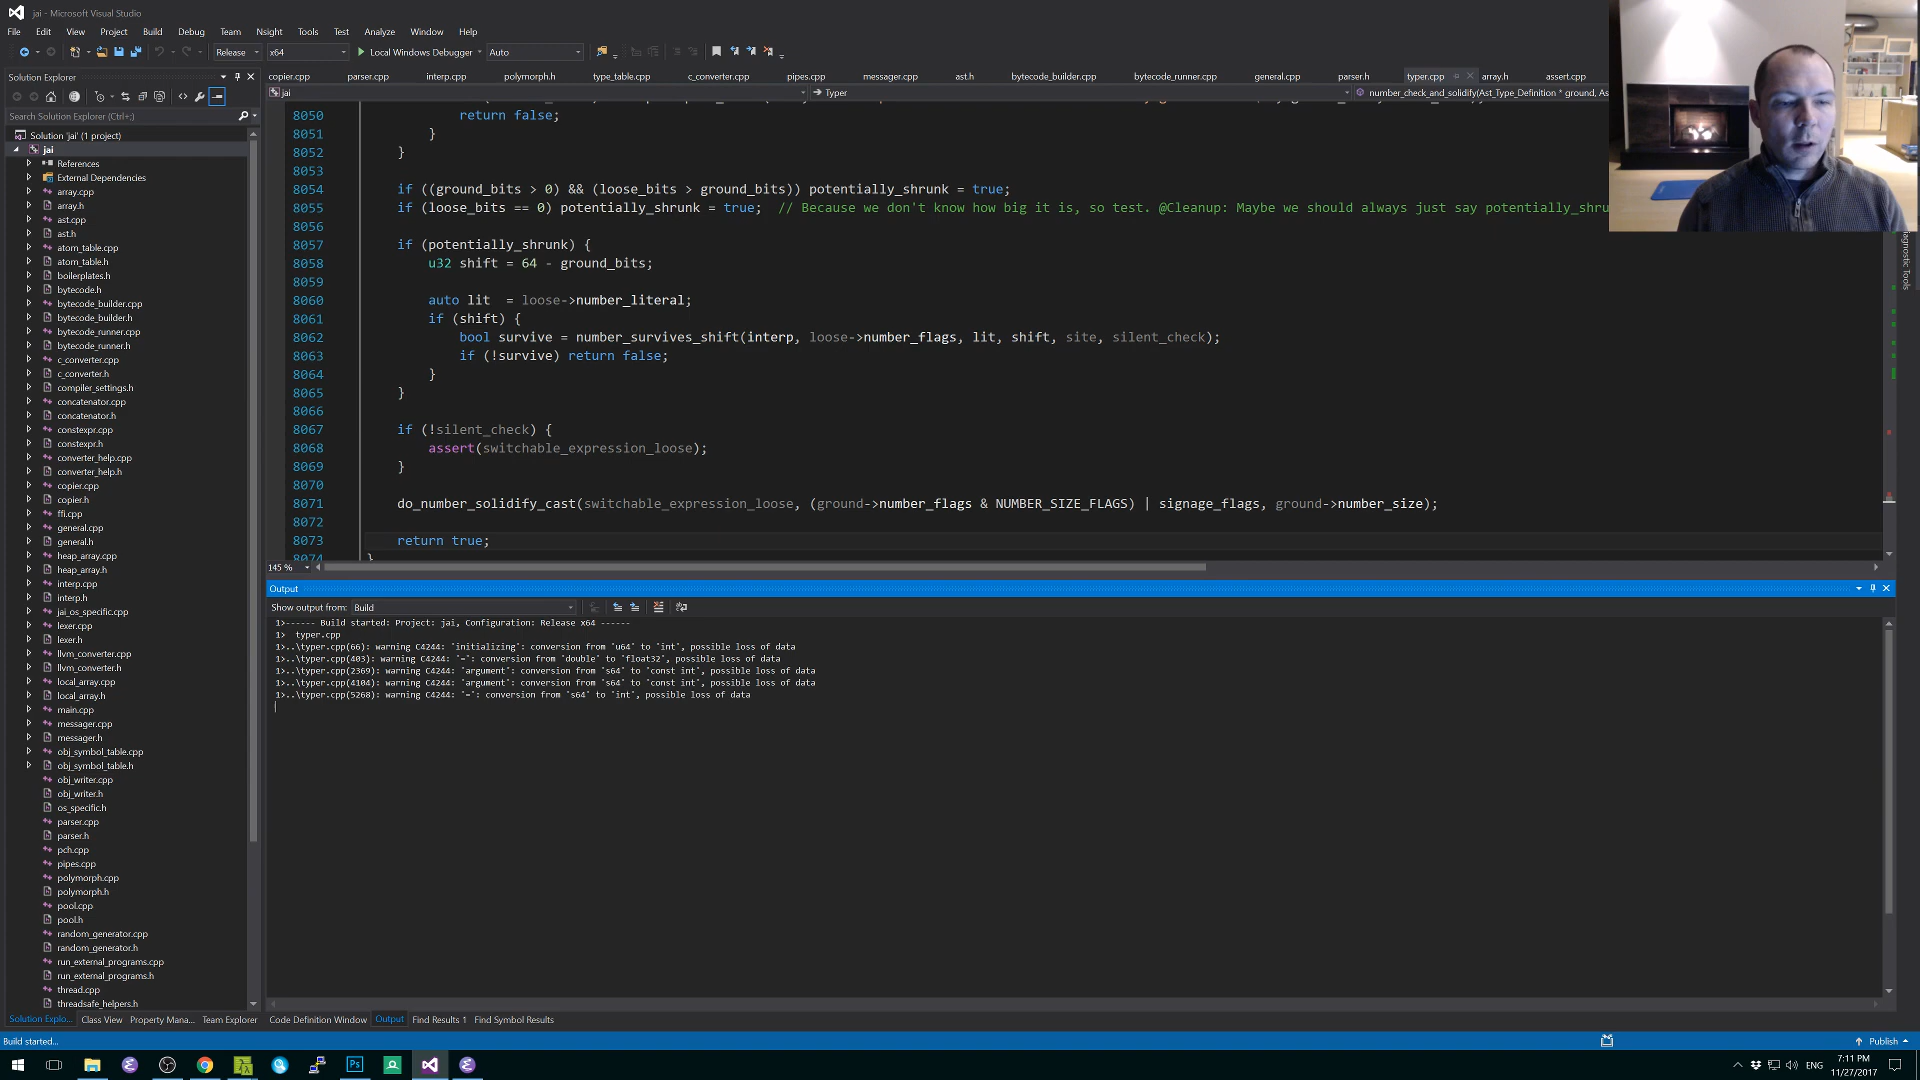 jai - Microsoft Visual Studio
File Edit View Project Build Debug Team Nsight Tools Test Analyze Window Help
Release x64 Local Windows Debugger Auto
Solution Explorer
copier.cpp parser.cpp interp.cpp polymorph.h type_table.cpp c_converter.cpp pipes.cpp messager.cpp ast.h bytecode_builder.cpp bytecode_runner.cpp general.cpp parser.h typer.cpp array.h assert.cpp
jai Typer number_check_and_solidify(Ast_Type_Definition * ground, As
Search Solution Explorer (Ctrl+;)
Solution 'jai' (1 project)
jai
References
External Dependencies
array.cpp
array.h
ast.cpp
ast.h
atom_table.cpp
atom_table.h
boilerplates.h
bytecode.h
bytecode_builder.cpp
bytecode_builder.h
bytecode_runner.cpp
bytecode_runner.h
c_converter.cpp
c_converter.h
compiler_settings.h
concatenator.cpp
concatenator.h
constexpr.cpp
constexpr.h
converter_help.cpp
converter_help.h
copier.cpp
copier.h
ffi.cpp
general.cpp
general.h
heap_array.cpp
heap_array.h
interp.cpp
interp.h
jai_os_specific.cpp
lexer.cpp
lexer.h
llvm_converter.cpp
llvm_converter.h
local_array.cpp
local_array.h
main.cpp
messager.cpp
messager.h
obj_symbol_table.cpp
obj_symbol_table.h
obj_writer.cpp
obj_writer.h
os_specific.h
parser.cpp
parser.h
pch.cpp
pipes.cpp
polymorph.cpp
polymorph.h
pool.cpp
pool.h
random_generator.cpp
random_generator.h
run_external_programs.cpp
run_external_programs.h
thread.cpp
threadsafe_helpers.h
8050 return false;
8051 }
8052 }
8053
8054 if ((ground_bits > 0) && (loose_bits > ground_bits)) potentially_shrunk = true;
8055 if (loose_bits == 0) potentially_shrunk = true; // Because we don't know how big it is, so test. @Cleanup: Maybe we should always just say potentially_shru
8056
8057 if (potentially_shrunk) {
8058 u32 shift = 64 - ground_bits;
8059
8060 auto lit = loose->number_literal;
8061 if (shift) {
8062 bool survive = number_survives_shift(interp, loose->number_flags, lit, shift, site, silent_check);
8063 if (!survive) return false;
8064 }
8065 }
8066
8067 if (!silent_check) {
8068 assert(switchable_expression_loose);
8069 }
8070
8071 do_number_solidify_cast(switchable_expression_loose, (ground->number_flags & NUMBER_SIZE_FLAGS) | signage_flags, ground->number_size);
8072
8073 return true;
8074 }
145 %
Diagnostic Tools
Output
Show output from: Build
1>------ Build started: Project: jai, Configuration: Release x64 ------
1> typer.cpp
1>..\typer.cpp(66): warning C4244: 'initializing': conversion from 'u64' to 'int', possible loss of data
1>..\typer.cpp(403): warning C4244: '=': conversion from 'double' to 'float32', possible loss of data
1>..\typer.cpp(2369): warning C4244: 'argument': conversion from 's64' to 'const int', possible loss of data
1>..\typer.cpp(4104): warning C4244: 'argument': conversion from 's64' to 'const int', possible loss of data
1>..\typer.cpp(5268): warning C4244: '=': conversion from 's64' to 'int', possible loss of data
Solution Explo... Class View Property Mana... Team Explorer Code Definition Window Output Find Results 1 Find Symbol Results
Build started... Publish
Ps ENG 7:11 PM
11/27/2017